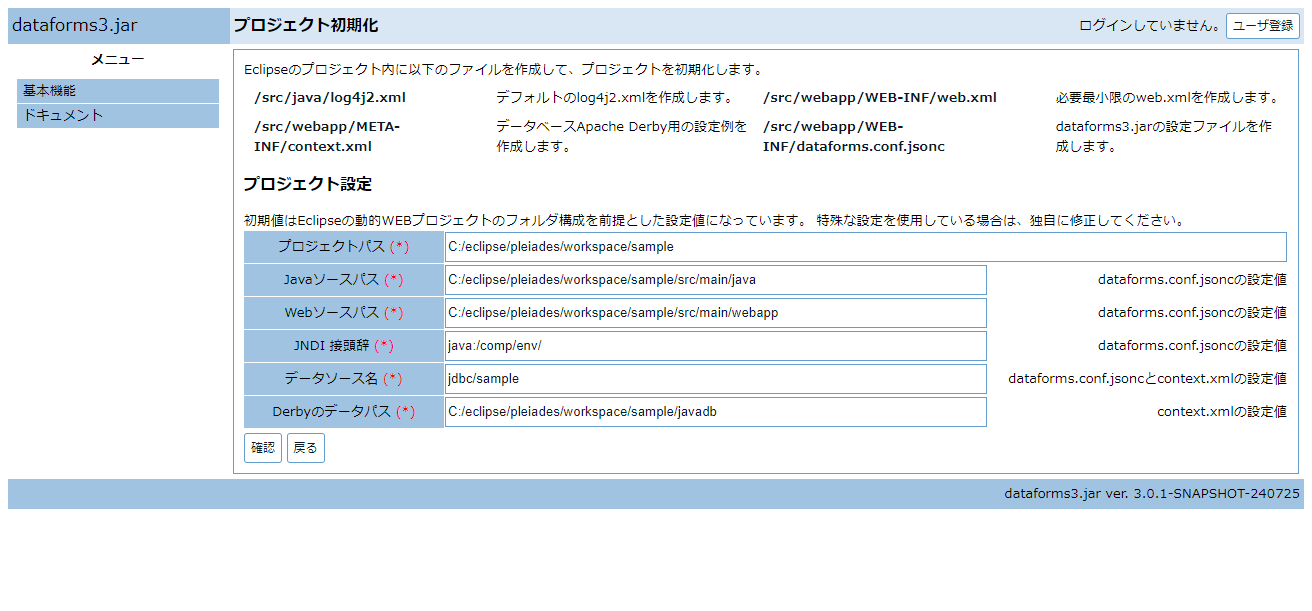 dataforms3.jar
プロジェクト初期化
ログインしていません。 ユーザ登録
メニュー
基本機能
ドキュメント
Eclipseのプロジェクト内に以下のファイルを作成して、プロジェクトを初期化します。
/src/java/log4j2.xml デフォルトのlog4j2.xmlを作成します。 /src/webapp/WEB-INF/web.xml 必要最小限のweb.xmlを作成します。
/src/webapp/META- データベースApache Derby用の設定例を /src/webapp/WEB- dataforms3.jarの設定ファイルを作
INF/context.xml 作成します。 INF/dataforms.conf.jsonc 成します。
プロジェクト設定
初期値はEclipseの動的WEBプロジェクトのフォルダ構成を前提とした設定値になっています。 特殊な設定を使用している場合は、独自に修正してください。
プロジェクトパス (*) C:/eclipse/pleiades/workspace/sample
Javaソースパス (*) C:/eclipse/pleiades/workspace/sample/src/main/java dataforms.conf.jsoncの設定値
Webソースパス (*) C:/eclipse/pleiades/workspace/sample/src/main/webapp dataforms.conf.jsoncの設定値
JNDI 接頭辞 (*) java:/comp/env/ dataforms.conf.jsoncの設定値
データソース名 (*) jdbc/sample dataforms.conf.jsoncとcontext.xmlの設定値
Derbyのデータパス (*) C:/eclipse/pleiades/workspace/sample/javadb context.xmlの設定値
確認 戻る
dataforms3.jar ver. 3.0.1-SNAPSHOT-240725